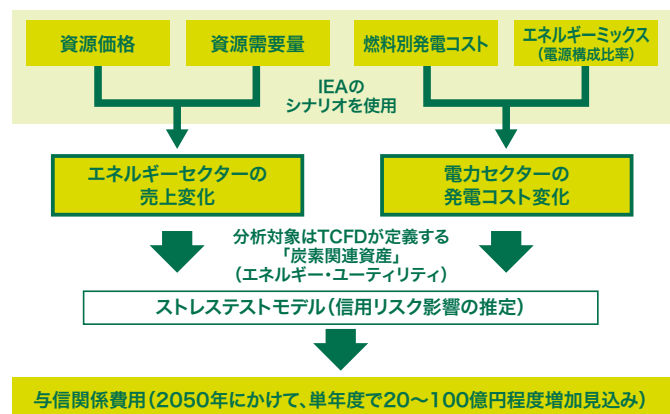 資源価格
資源需要量
燃料別発電コスト
エネルギーミックス
(電源構成比率)
IEAの
シナリオを使用
エネルギーセクターの
売上変化
電力セクターの
発電コスト変化
分析対象はTCFDが定義する
「炭素関連資産」
(エネルギー・ユーティリティ)
ストレステストモデル(信用リスク影響の推定)
与信関係費用(2050年にかけて、単年度で20〜100億円程度増加見込み)